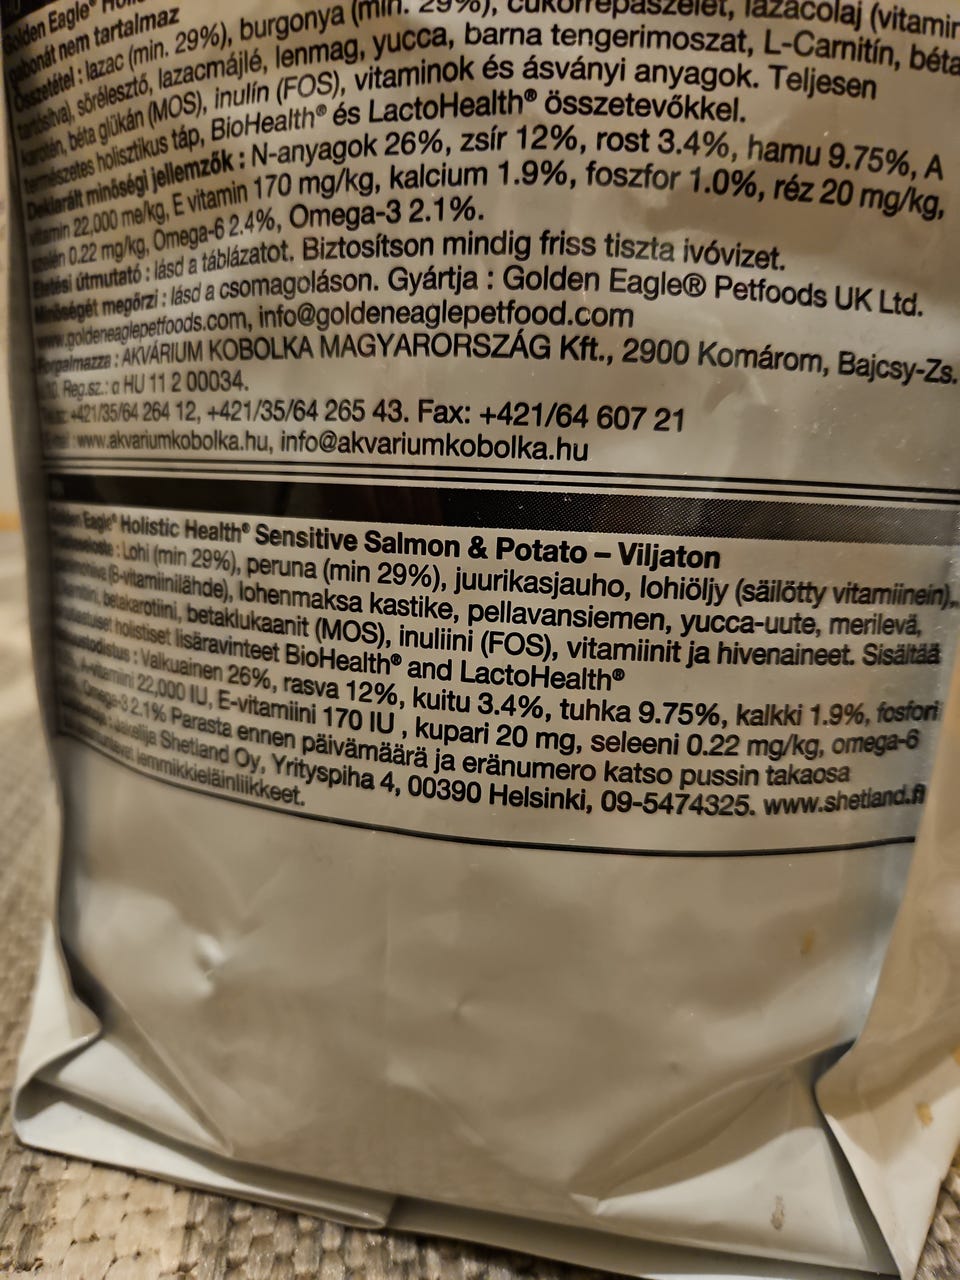 Golden Eagle®
gabonát nem tartalmaz
Összetétel : lazac (min. 29%), burgonya (min. 29%), cukorrépaszelet, lazacolaj (vitamin
sörélesztő, lazacmájlé, lenmag, yucca, barna tengerimoszat, L-Carnitín, béta
karotén, béta glükán (MOS), inulín (FOS), vitaminok és ásványi anyagok. Teljesen
természetes holisztikus táp, BioHealth® és LactoHealth® összetevőkkel.
Deklarált minőségi jellemzők : N-anyagok 26%, zsír 12%, rost 3.4%, hamu 9.75%, A
vitamin 22,000 me/kg, E vitamin 170 mg/kg, kalcium 1.9%, foszfor 1.0%, réz 20 mg/kg,
0.22 mg/kg, Omega-6 2.4%, Omega-3 2.1%.
Etetési útmutató : lásd a táblázatot. Biztosítson mindig friss tiszta ivóvizet.
Minőségét megőrzi : lásd a csomagoláson. Gyártja : Golden Eagle® Petfoods UK Ltd.
www.goldeneaglepetfoods.com, info@goldeneaglepetfood.com
Forgalmazza : AKVÁRIUM KOBOLKA MAGYARORSZÁG Kft., 2900 Komárom, Bajcsy-Zs.
Reg.sz.: α HU 11 2 00034.
+421/35/64 264 12, +421/35/64 265 43. Fax: +421/64 607 21
www.akvariumkobolka.hu, info@akvariumkobolka.hu
Eagle® Holistic Health® Sensitive Salmon & Potato – Viljaton
: Lohi (min 29%), peruna (min 29%), juurikasjauho, lohiöljy (säilötty vitamiinein),
(B-vitamiinilähde), lohenmaksa kastike, pellavansiemen, yucca-uute, merilevä,
betakarotiini, betaklukaanit (MOS), inuliini (FOS), vitamiinit ja hivenaineet. Sisältää
holistiset lisäravinteet BioHealth® and LactoHealth®
: Valkuainen 26%, rasva 12%, kuitu 3.4%, tuhka 9.75%, kalkki 1.9%, fosfori
A-vitamiini 22,000 IU, E-vitamiini 170 IU , kupari 20 mg, seleeni 0.22 mg/kg, omega-6
Omega-3 2.1% Parasta ennen päivämäärä ja eränumero katso pussin takaosa
Shetland Oy, Yrityspiha 4, 00390 Helsinki, 09-5474325. www.shetland.fi
lemmikkieläinliikkeet.